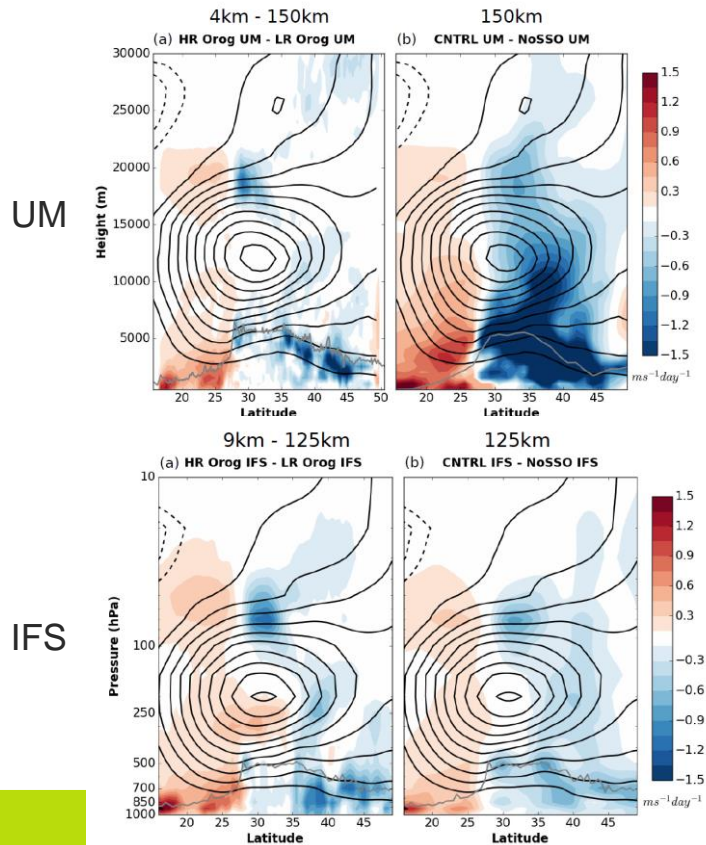 4km - 150km
150km
(a) HR Orog UM - LR Orog UM
(b) CNTRL UM - NoSSO UM
UM
Height (m)
30000
25000
20000
15000
10000
5000
20 25 30 35 40 45 50
Latitude
20 25 30 35 40 45
Latitude
1.5
1.2
0.9
0.6
0.3
−0.3
−0.6
−0.9
−1.2
−1.5
ms⁻¹day⁻¹
9km - 125km
125km
(a) HR Orog IFS - LR Orog IFS
(b) CNTRL IFS - NoSSO IFS
IFS
Pressure (hPa)
10
100
250
500
700
850
1000
20 25 30 35 40 45
Latitude
20 25 30 35 40 45
Latitude
1.5
1.2
0.9
0.6
0.3
−0.3
−0.6
−0.9
−1.2
−1.5
ms⁻¹day⁻¹